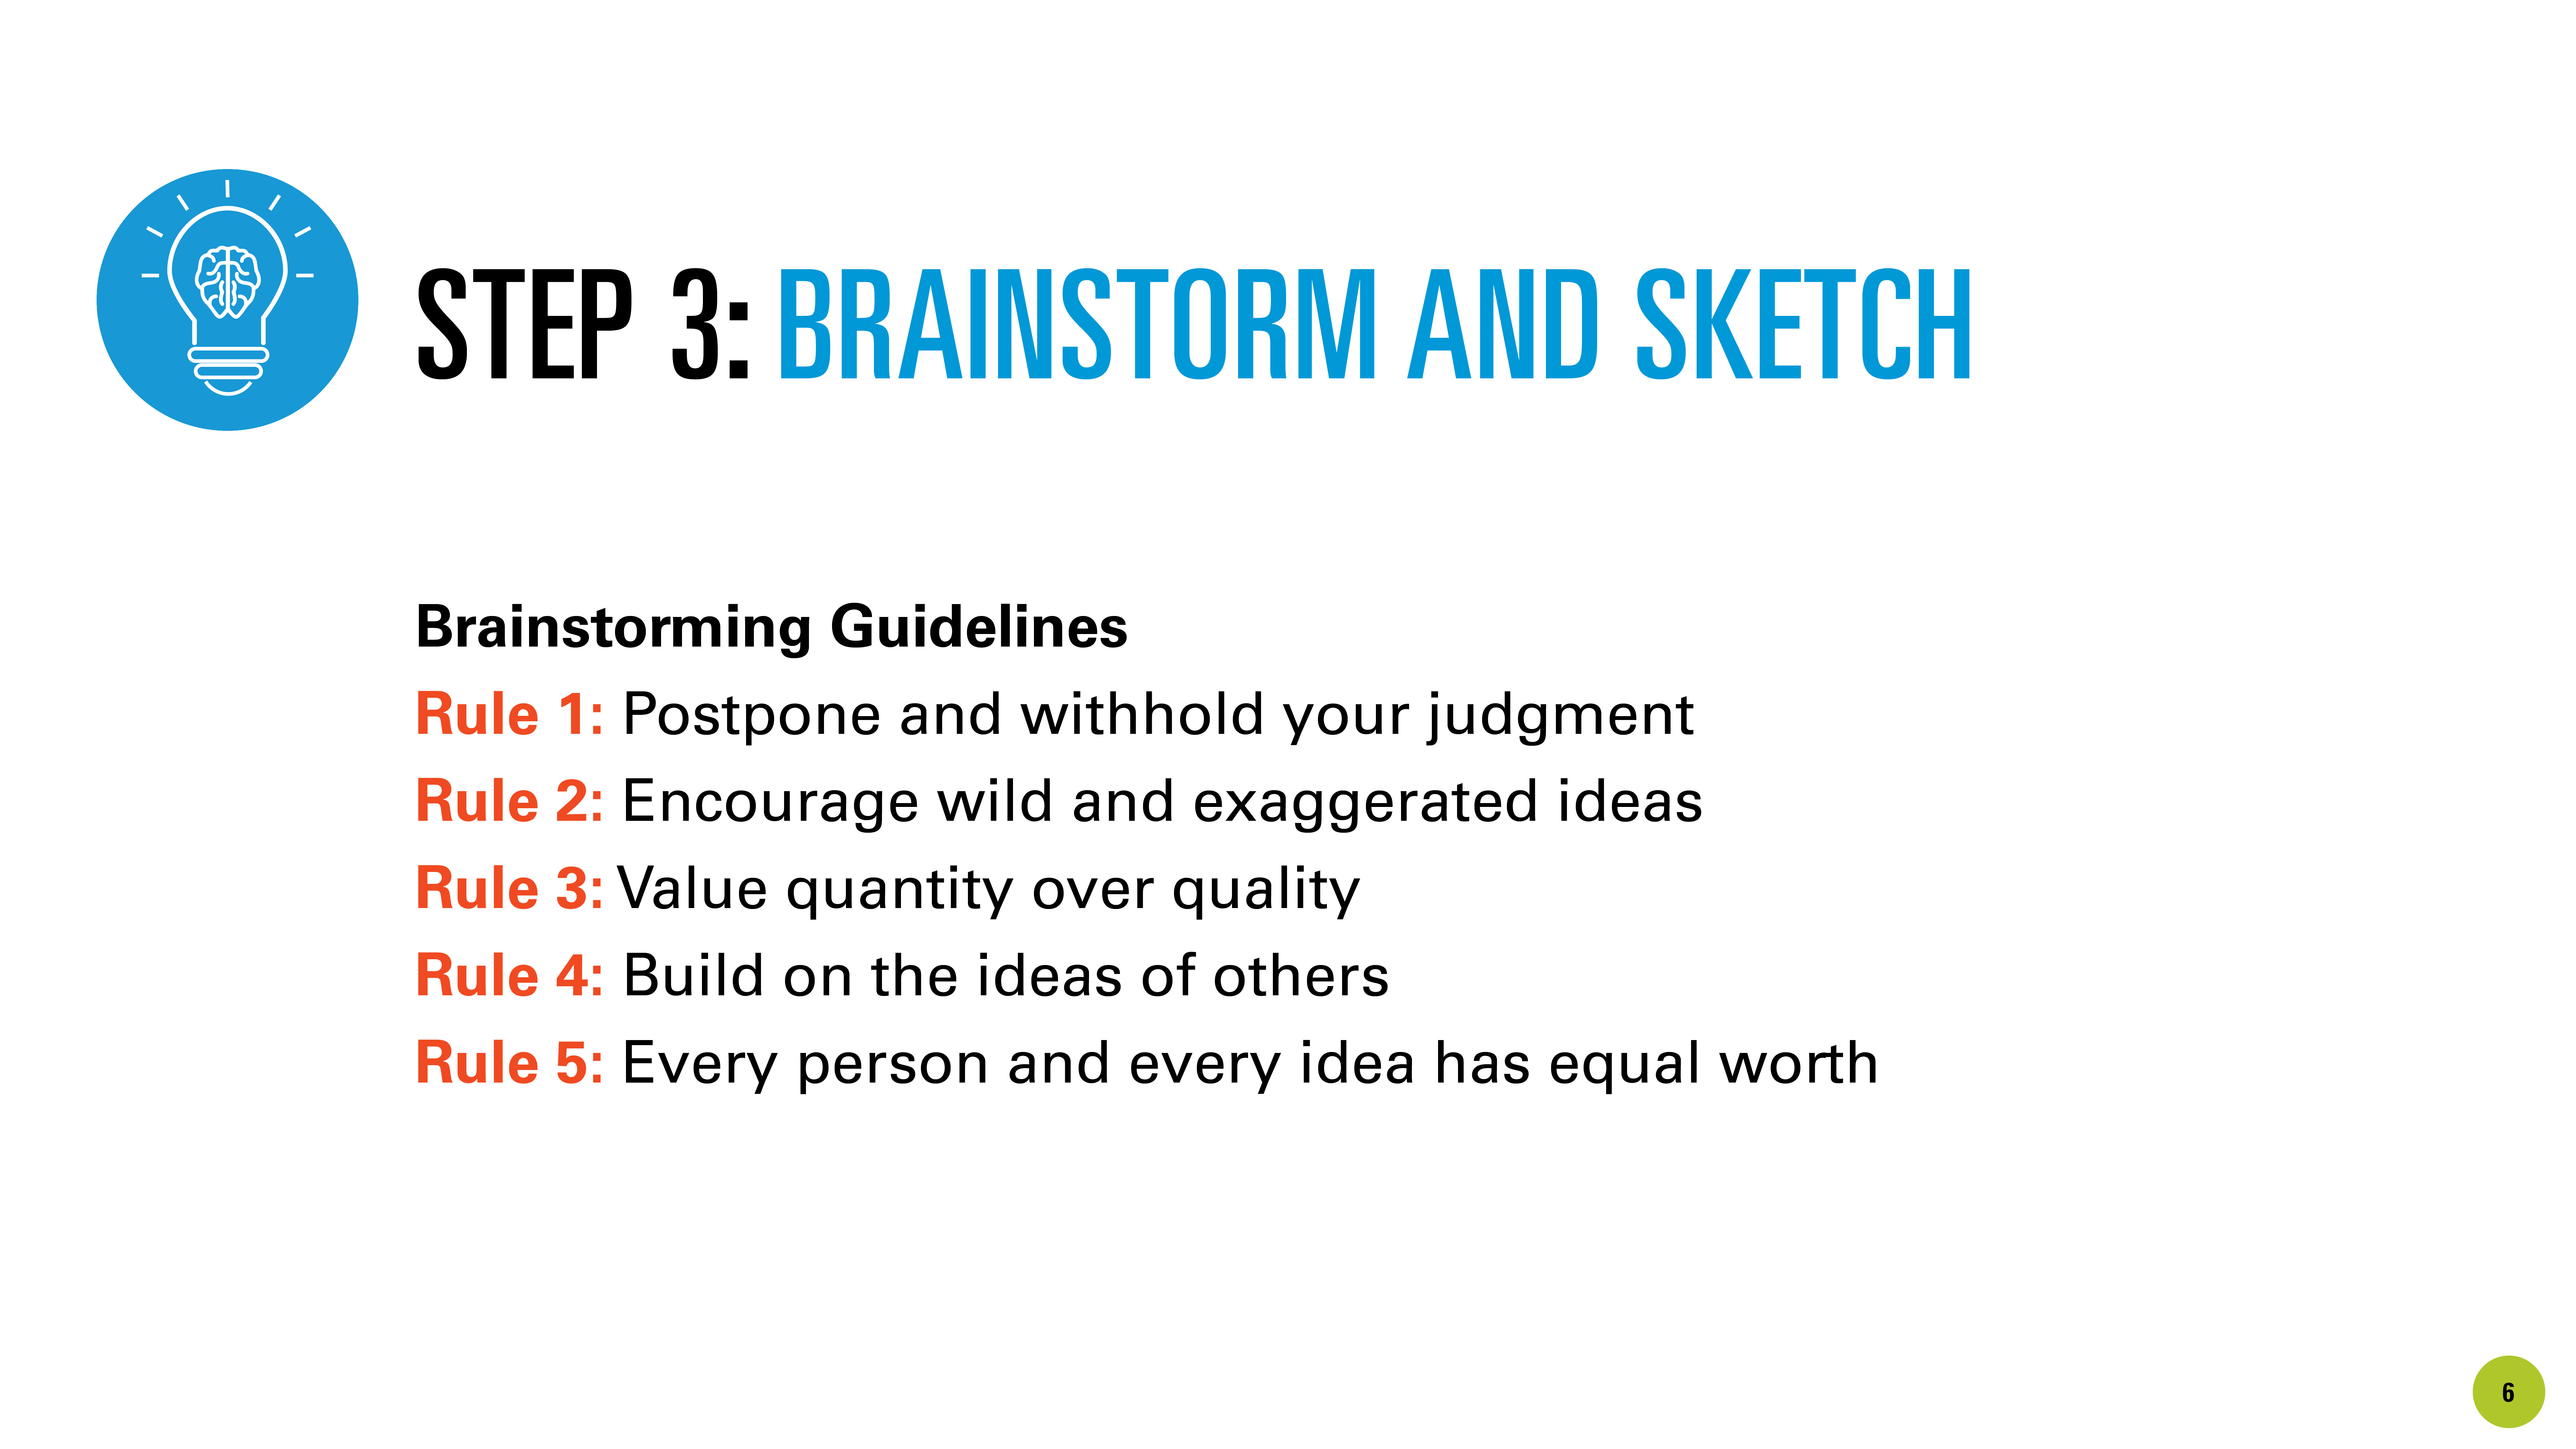 STEP 3: BRAINSTORM AND SKETCH
Brainstorming Guidelines
Rule 1: Postpone and withhold your judgment
Rule 2: Encourage wild and exaggerated ideas
Rule 3: Value quantity over quality
Rule 4: Build on the ideas of others
Rule 5: Every person and every idea has equal worth
6